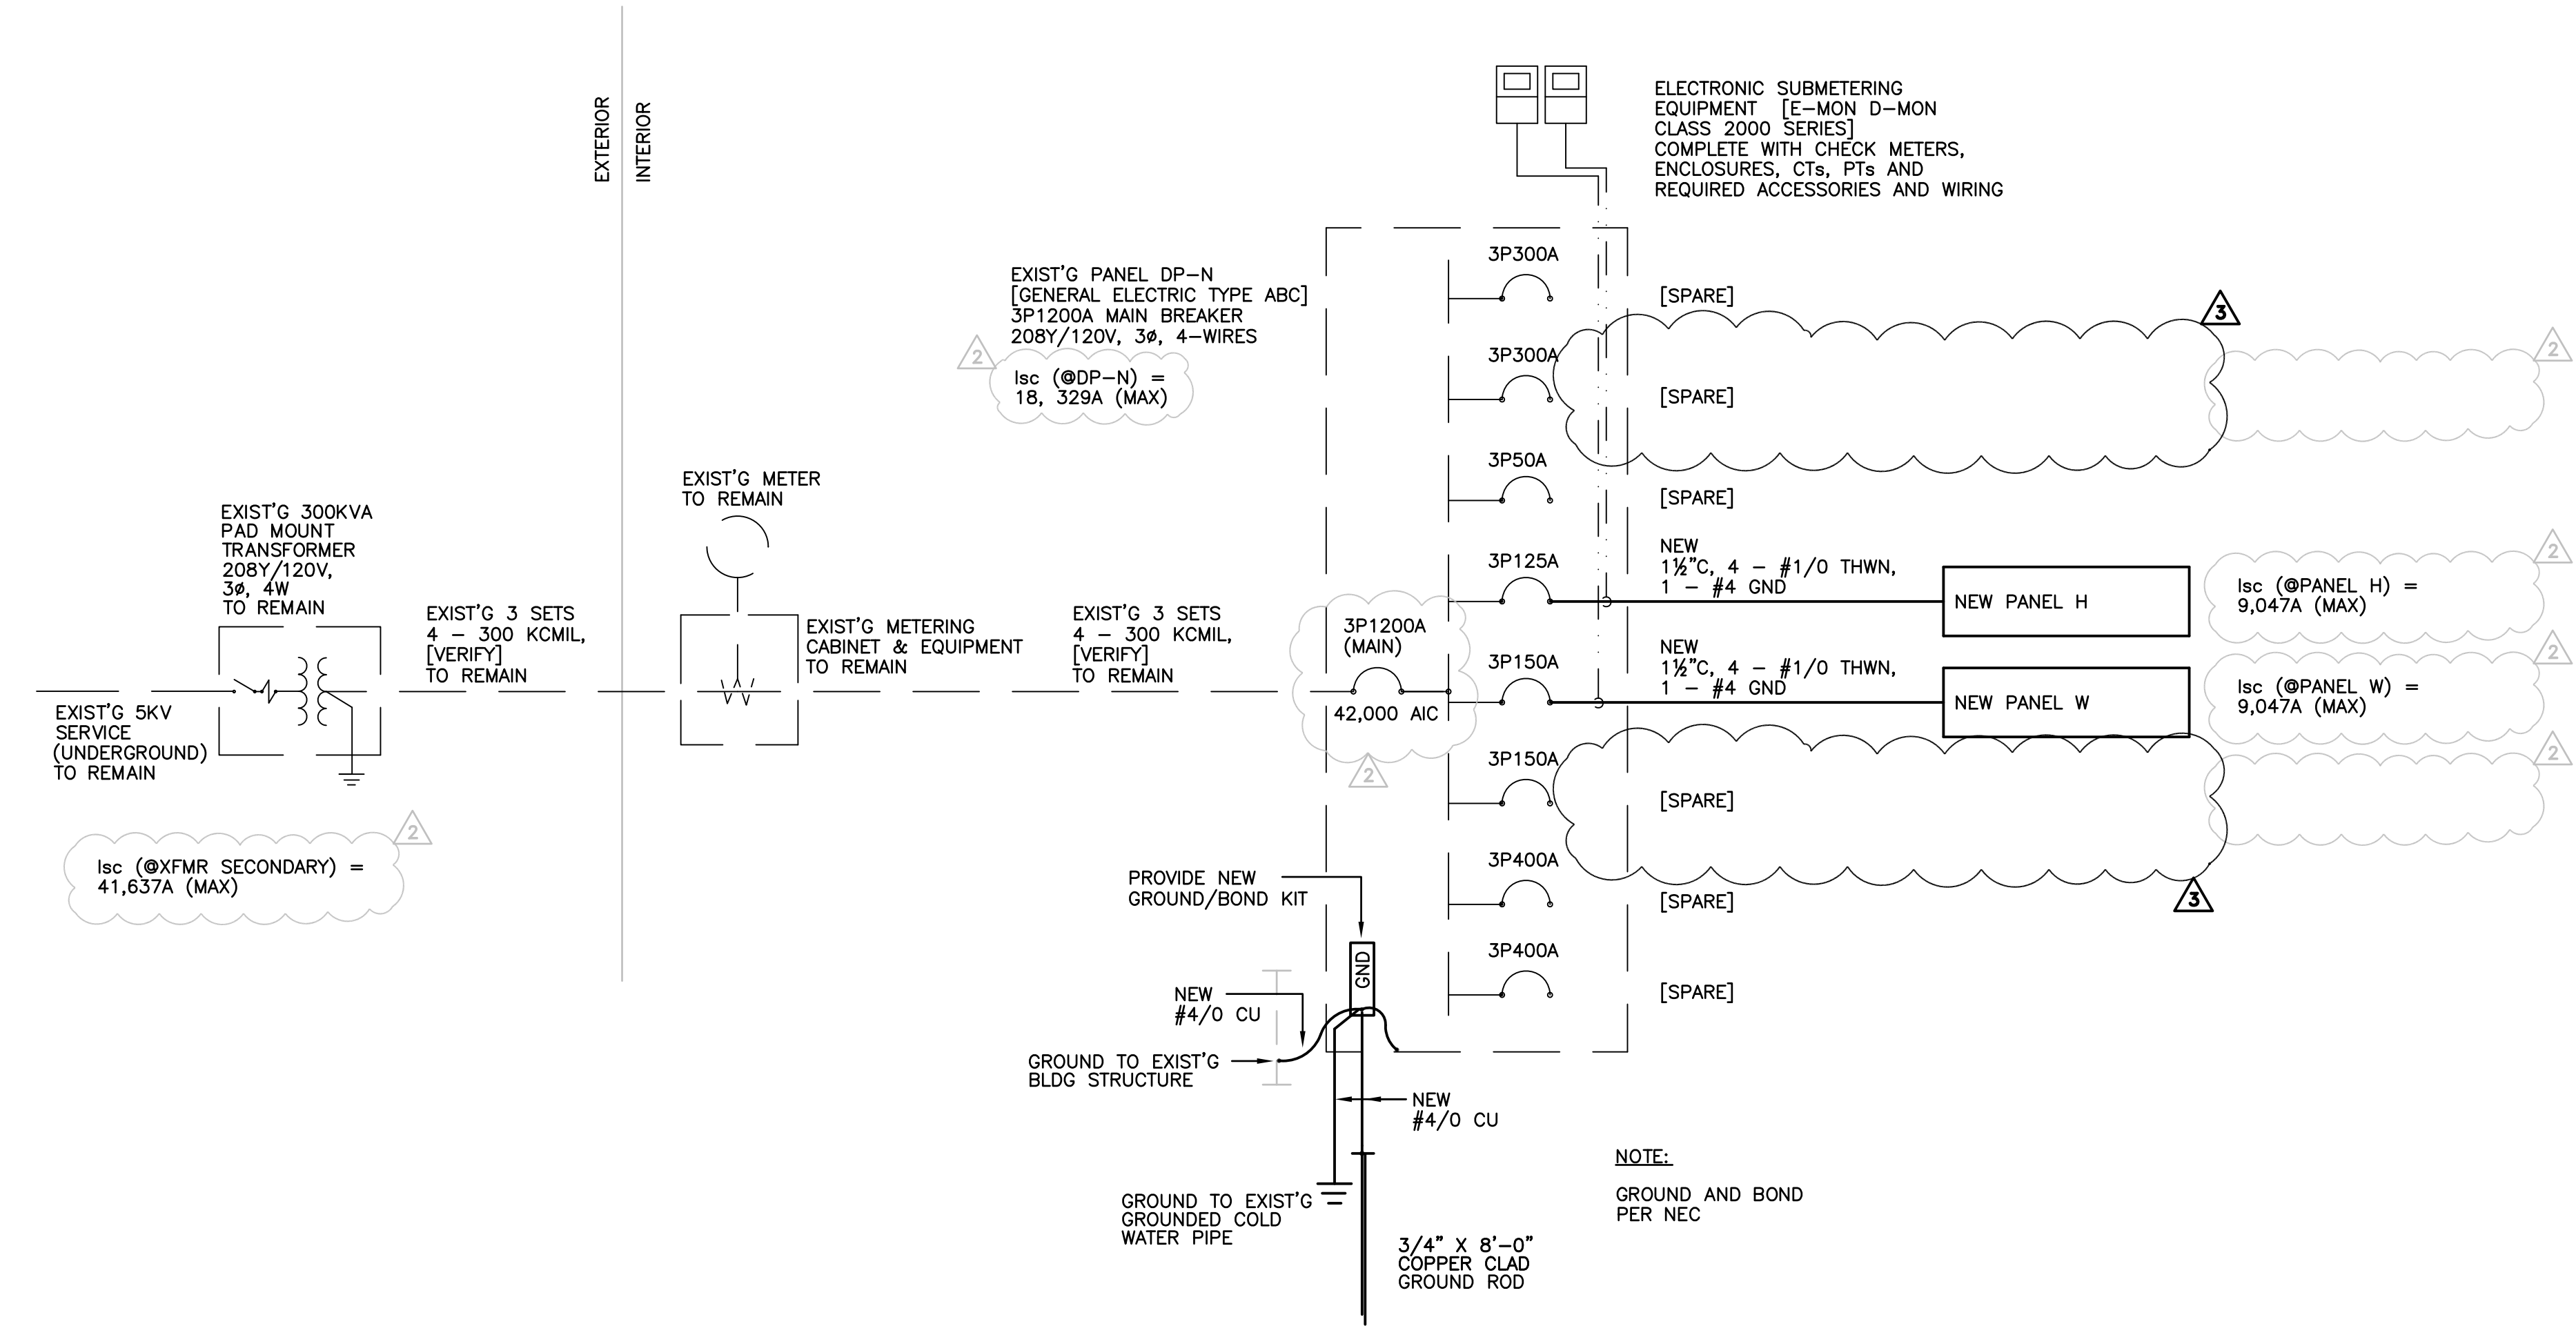 EXTERIOR
INTERIOR
ELECTRONIC SUBMETERING
EQUIPMENT [E-MON D-MON
CLASS 2000 SERIES]
COMPLETE WITH CHECK METERS,
ENCLOSURES, CTs, PTs AND
REQUIRED ACCESSORIES AND WIRING
EXIST'G PANEL DP-N
[GENERAL ELECTRIC TYPE ABC]
3P1200A MAIN BREAKER
208Y/120V, 3ø, 4-WIRES
2
Isc (@DP-N) =
18, 329A (MAX)
3P300A
[SPARE]
3
3P300A
[SPARE]
2
3P50A
[SPARE]
EXIST'G METER
TO REMAIN
EXIST'G 300KVA
PAD MOUNT
TRANSFORMER
208Y/120V,
3ø, 4W
TO REMAIN
EXIST'G 3 SETS
4 - 300 KCMIL,
[VERIFY]
TO REMAIN
EXIST'G METERING
CABINET & EQUIPMENT
TO REMAIN
EXIST'G 3 SETS
4 - 300 KCMIL,
[VERIFY]
TO REMAIN
3P1200A
(MAIN)
42,000 AIC
2
3P125A
NEW
1½"C, 4 - #1/0 THWN,
1 - #4 GND
NEW PANEL H
Isc (@PANEL H) =
9,047A (MAX)
2
3P150A
NEW
1½"C, 4 - #1/0 THWN,
1 - #4 GND
NEW PANEL W
Isc (@PANEL W) =
9,047A (MAX)
2
EXIST'G 5KV
SERVICE
(UNDERGROUND)
TO REMAIN
3P150A
[SPARE]
2
2
Isc (@XFMR SECONDARY) =
41,637A (MAX)
3P400A
[SPARE]
3
PROVIDE NEW
GROUND/BOND KIT
GND
3P400A
[SPARE]
NEW
#4/0 CU
GROUND TO EXIST'G
BLDG STRUCTURE
NEW
#4/0 CU
GROUND TO EXIST'G
GROUNDED COLD
WATER PIPE
3/4" X 8'-0"
COPPER CLAD
GROUND ROD
NOTE:
GROUND AND BOND
PER NEC